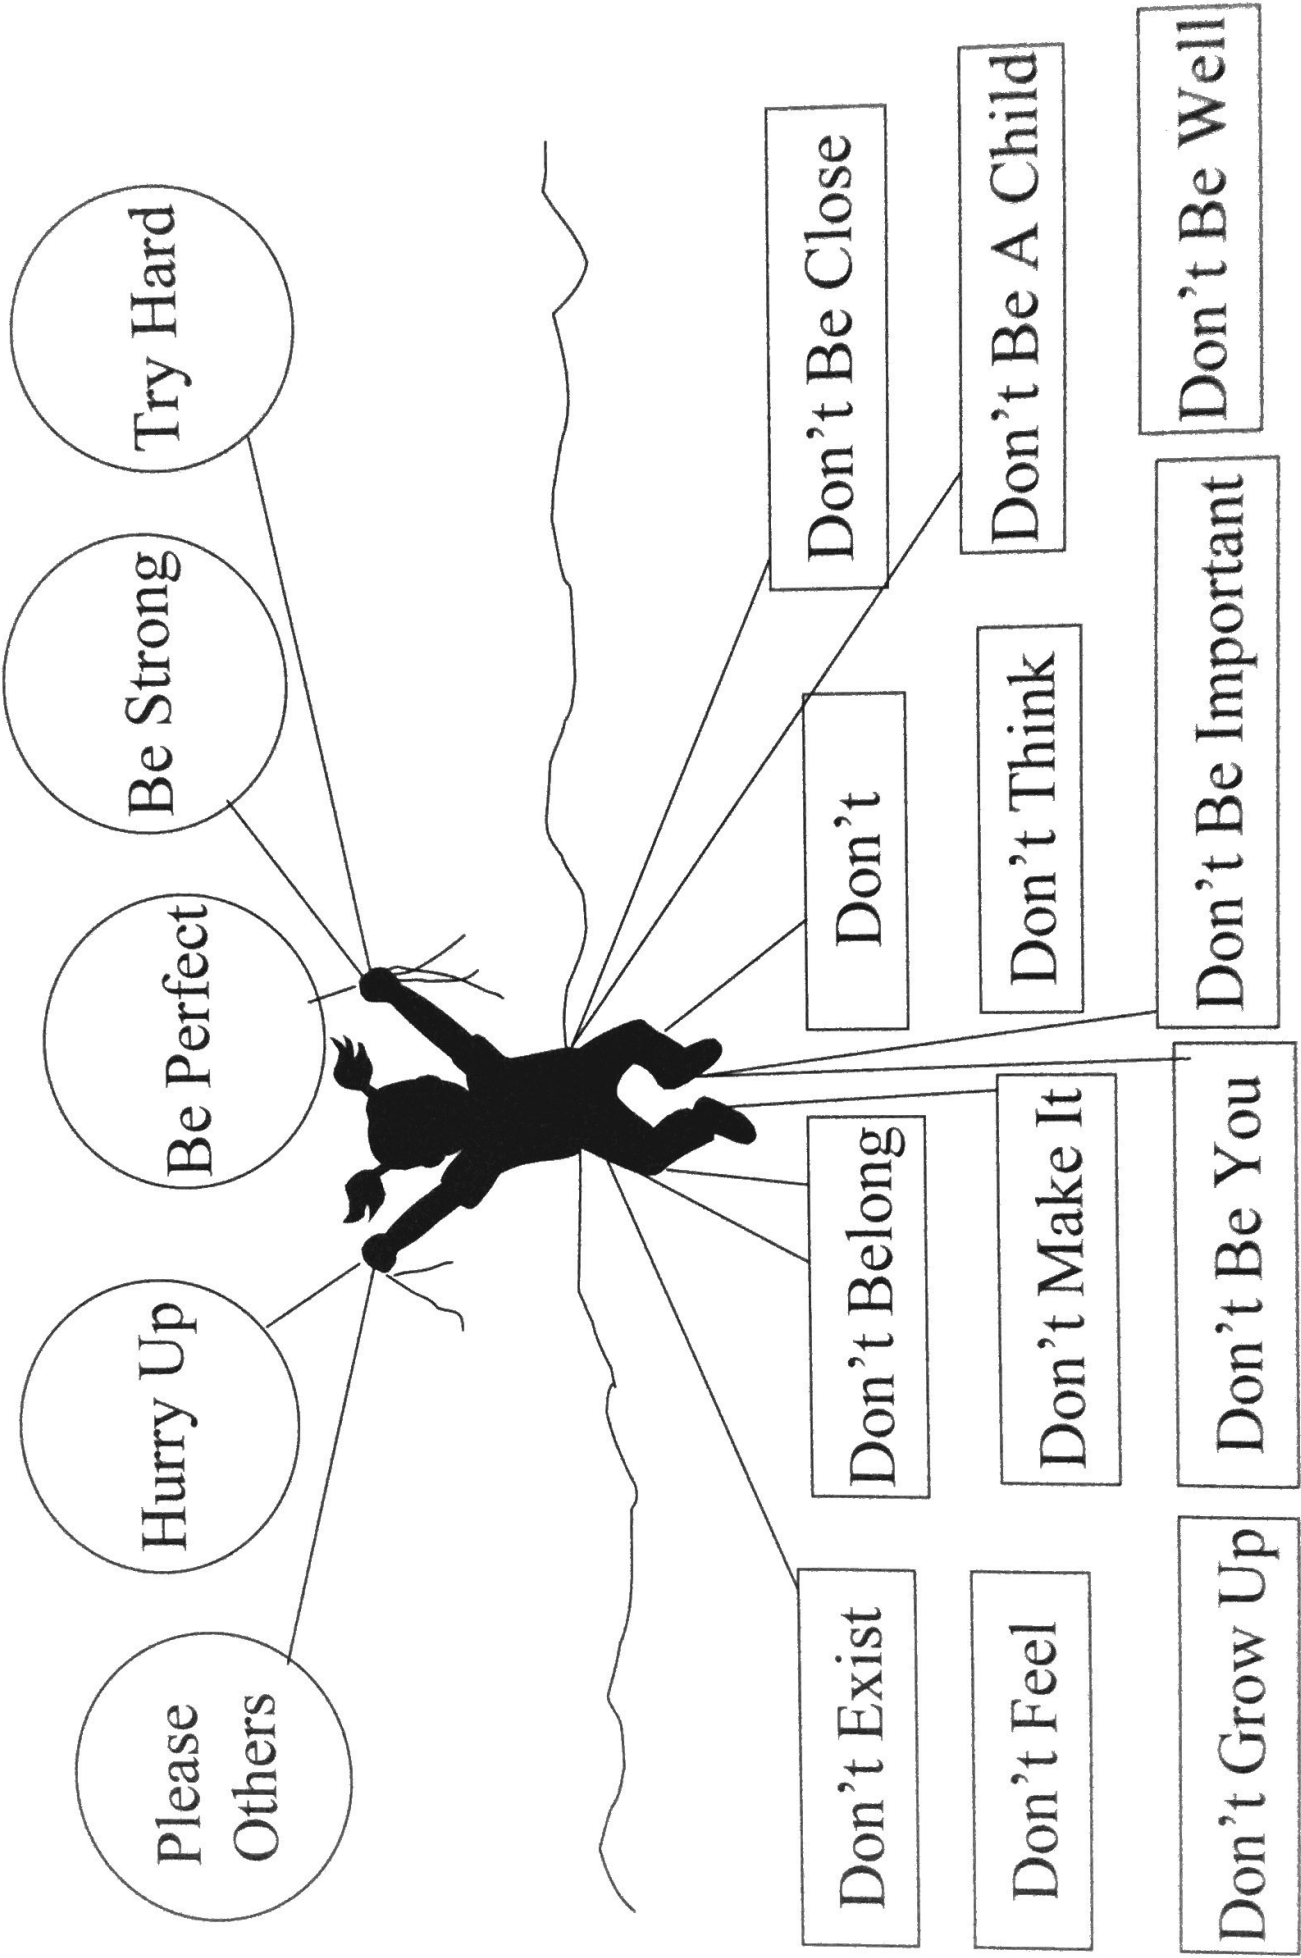 Please
Others
Hurry Up
Be Perfect
Be Strong
Try Hard
Don't Exist
Don't Belong
Don't
Don't Be Close
Don't Feel
Don't Make It
Don't Think
Don't Be A Child
Don't Grow Up
Don't Be You
Don't Be Important
Don't Be Well